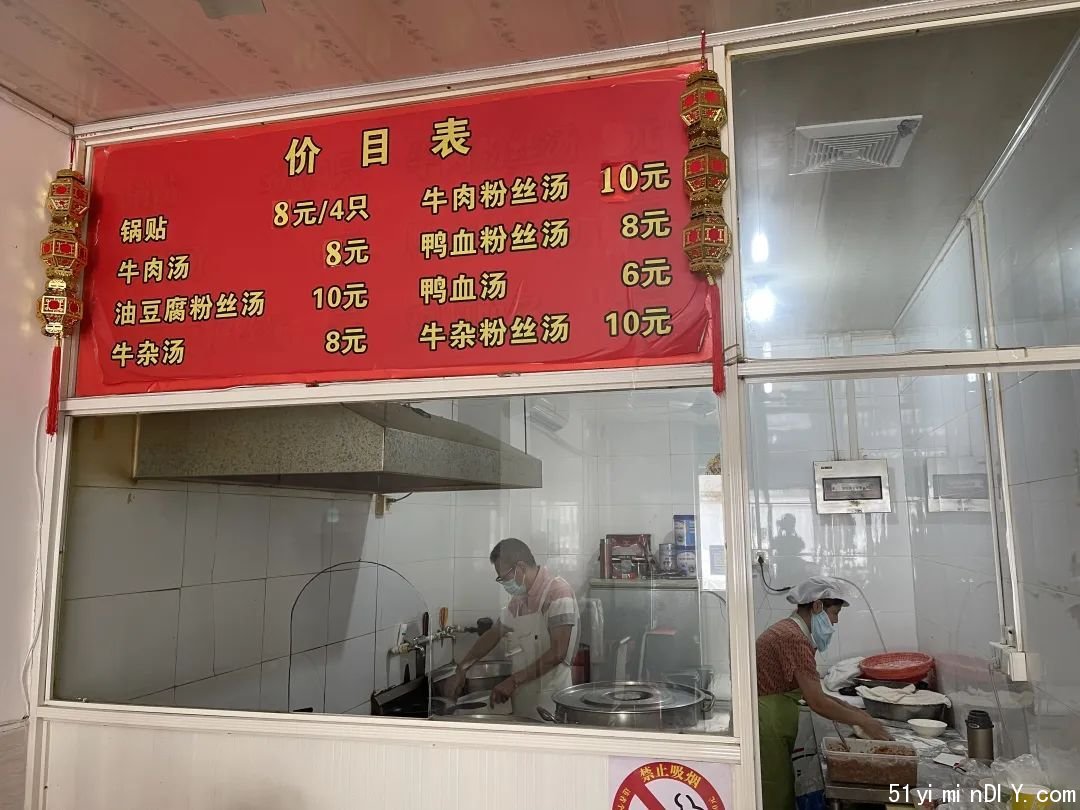 价目表
锅贴 8元/4只
牛肉汤 8元
油豆腐粉丝汤 10元
牛杂汤 8元
牛肉粉丝汤 10元
鸭血粉丝汤 8元
鸭血汤 6元
牛杂粉丝汤 10元
禁止吸烟
51yiminDIY.com